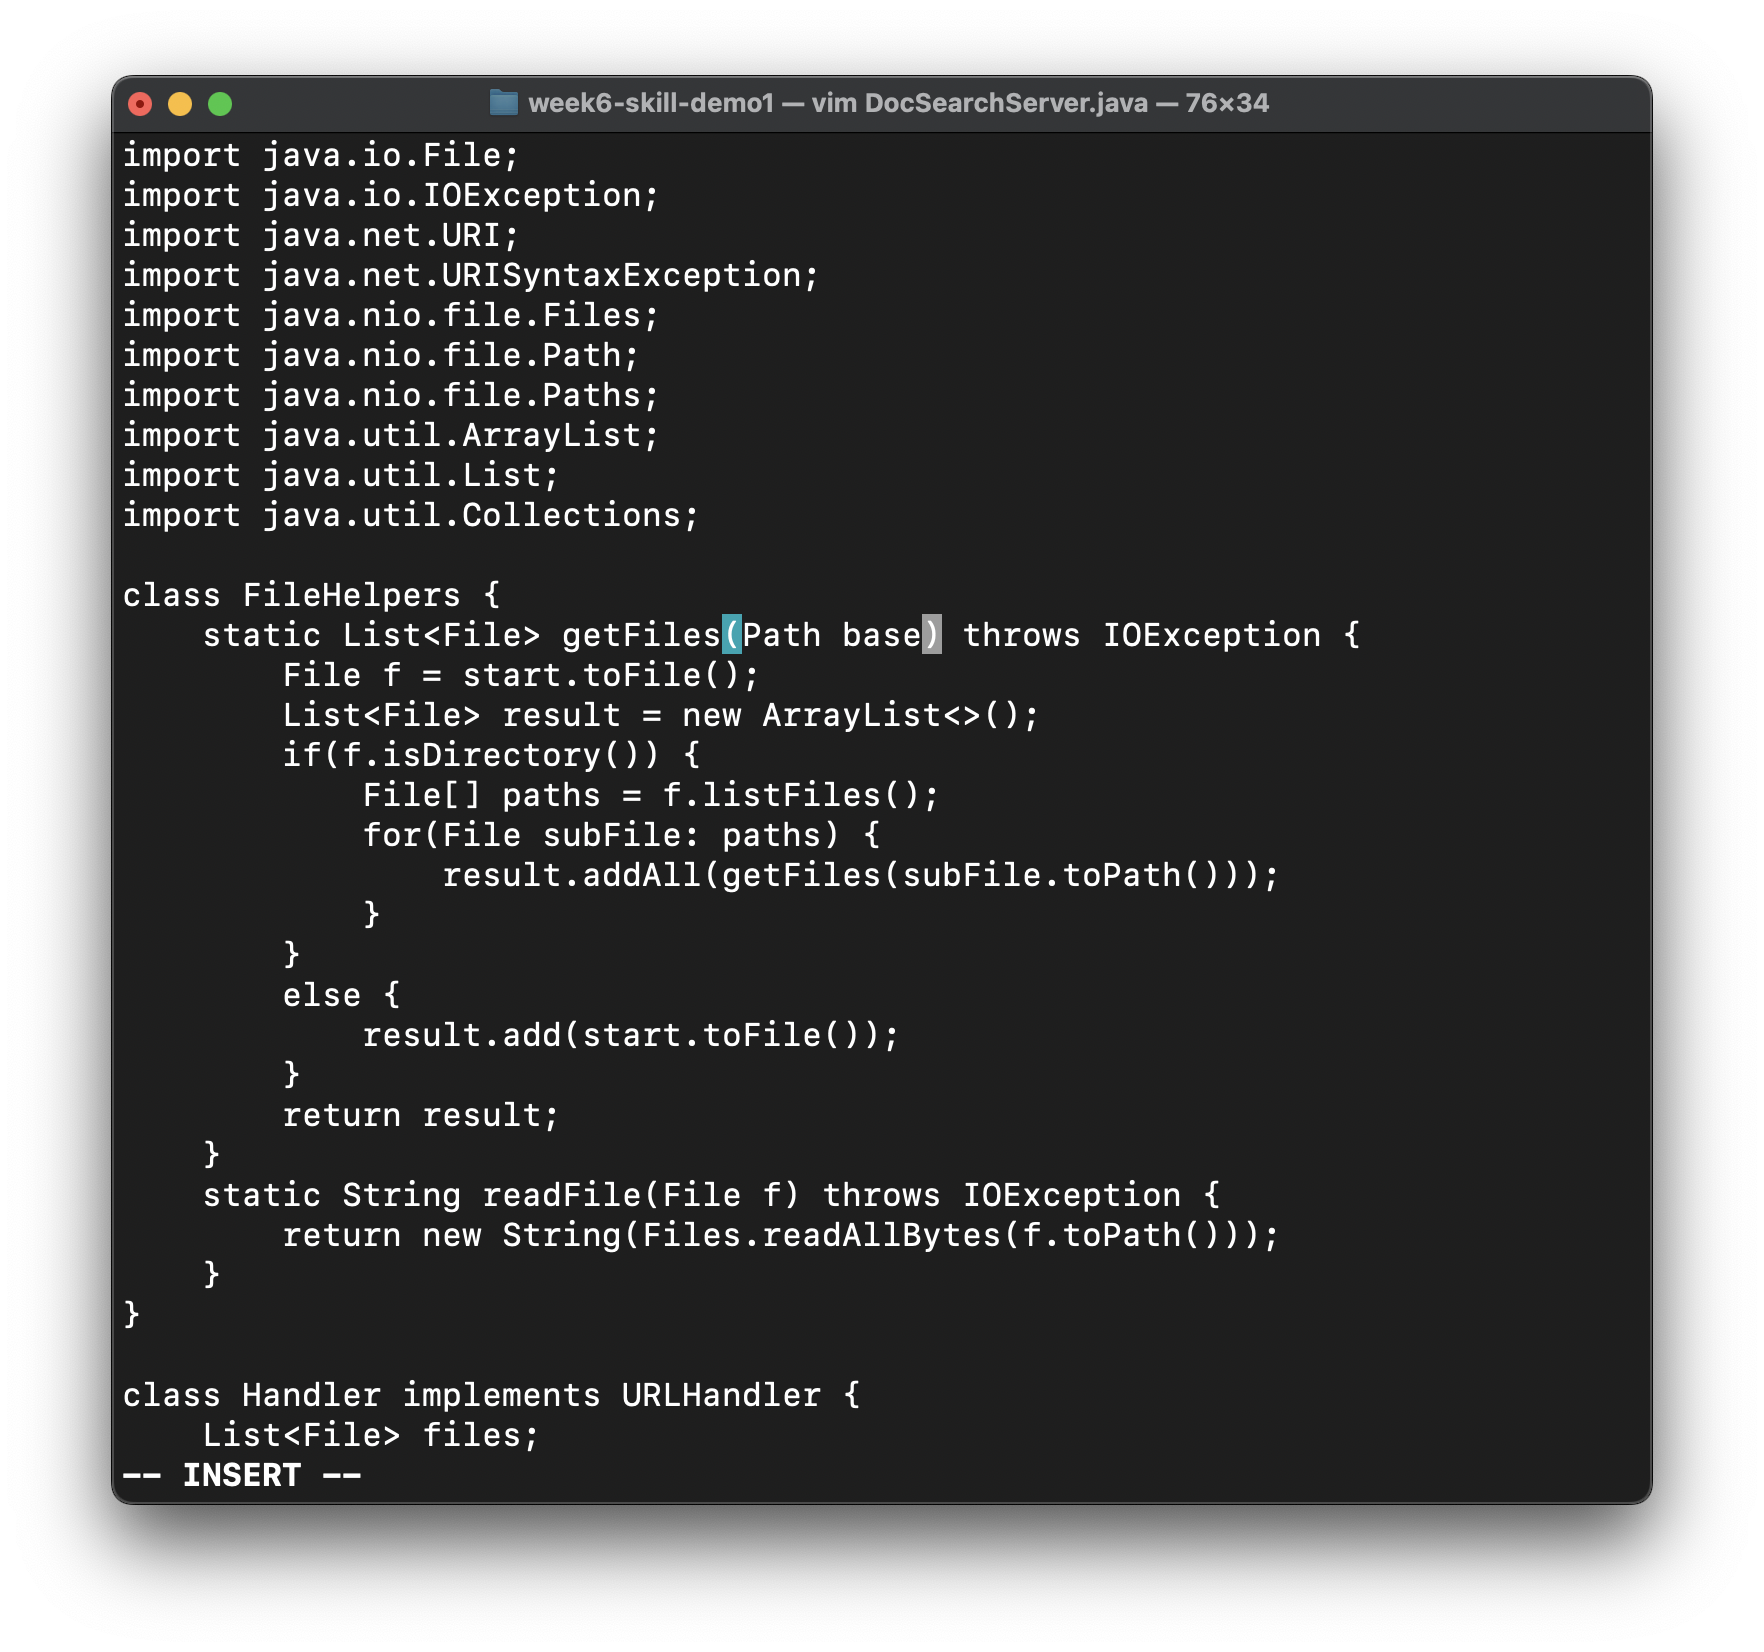 week6-skill-demo1 — vim DocSearchServer.java — 76×34
import java.io.File;
import java.io.IOException;
import java.net.URI;
import java.net.URISyntaxException;
import java.nio.file.Files;
import java.nio.file.Path;
import java.nio.file.Paths;
import java.util.ArrayList;
import java.util.List;
import java.util.Collections;

class FileHelpers {
    static List<File> getFiles(Path base) throws IOException {
        File f = start.toFile();
        List<File> result = new ArrayList<>();
        if(f.isDirectory()) {
            File[] paths = f.listFiles();
            for(File subFile: paths) {
                result.addAll(getFiles(subFile.toPath()));
            }
        }
        else {
            result.add(start.toFile());
        }
        return result;
    }
    static String readFile(File f) throws IOException {
        return new String(Files.readAllBytes(f.toPath()));
    }
}

class Handler implements URLHandler {
    List<File> files;
-- INSERT --